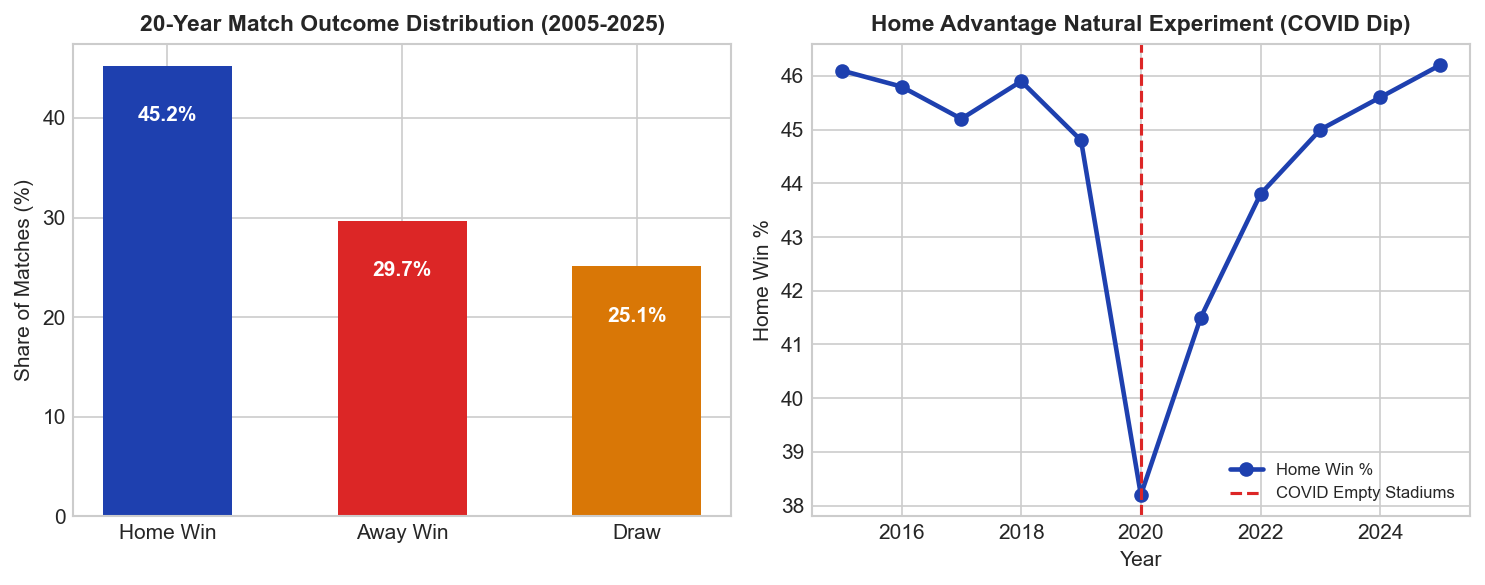 20-Year Match Outcome Distribution (2005-2025)
Share of Matches (%)
40
30
20
10
0
45.2%
29.7%
25.1%
Home Win
Away Win
Draw
Home Advantage Natural Experiment (COVID Dip)
Home Win %
46
45
44
43
42
41
40
39
38
Home Win %
COVID Empty Stadiums
2016
2018
2020
2022
2024
Year